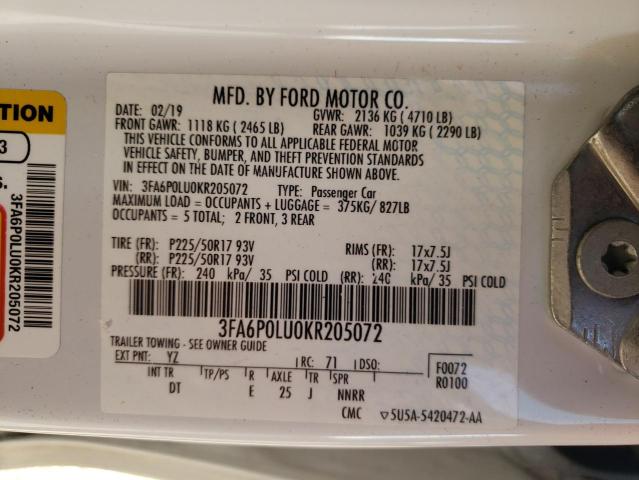 TION
3
s.
3FA6P0LU0KR205072
MFD. BY FORD MOTOR CO.
DATE: 02/19 GVWR: 2136 KG ( 4710 LB)
FRONT GAWR: 1118 KG ( 2465 LB) REAR GAWR: 1039 KG ( 2290 LB)
THIS VEHICLE CONFORMS TO ALL APPLICABLE FEDERAL MOTOR
VEHICLE SAFETY, BUMPER, AND THEFT PREVENTION STANDARDS
IN EFFECT ON THE DATE OF MANUFACTURE SHOWN ABOVE.
VIN: 3FA6P0LU0KR205072 TYPE: Passenger Car
MAXIMUM LOAD = OCCUPANTS + LUGGAGE = 375KG/ 827LB
OCCUPANTS = 5 TOTAL; 2 FRONT, 3 REAR
TIRE (FR): P225/50R17 93V RIMS (FR): 17x7.5J
(RR): P225/50R17 93V (RR): 17x7.5J
PRESSURE (FR): 240 kPa/ 35 PSI COLD (RR): 240 kPa/ 35 PSI COLD
3FA6P0LU0KR205072
TRAILER TOWING - SEE OWNER GUIDE
EXT PNT: YZ RC: 71 DSO: F0072
INT TR TP/PS R AXLE TR SPR R0100
DT E 25 J NNRR
CMC ▽5U5A-5420472-AA